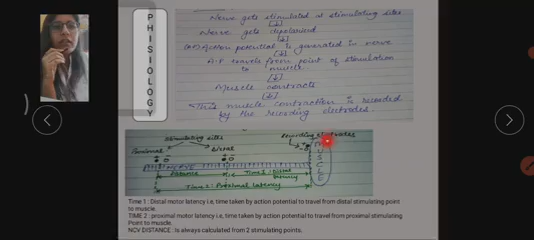 PHISIOLOGY
Nerve gets stimulated at stimulating sites
[↓]
Nerve gets depolarised
[↓]
Action potential is generated in nerve
A.P travels from point of stimulation
to muscle
[↓]
Muscle contracts
[↓]
This muscle contraction is recorded
by the recording electrodes.
stimulating sites
recording electrodes
Proximal
Distal
NERVE
MUSCLE
Distance
Time 1: Distal
latency
Time 2: Proximal latency
Time 1 : Distal motor latency i.e, time taken by action potential to travel from distal stimulating point
to muscle.
TIME 2 : proximal motor latency i.e, time taken by action potential to travel from proximal stimulating
Point to muscle.
NCV DISTANCE: Is always calculated from 2 stimulating points.